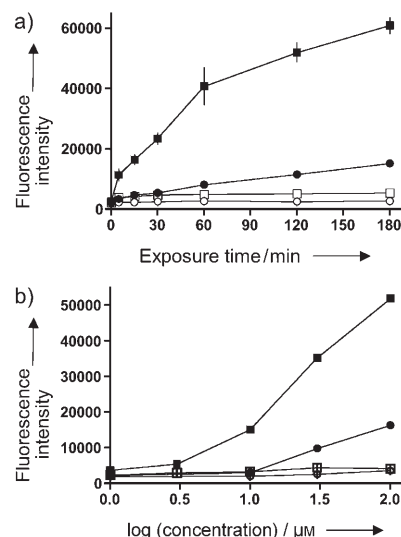 a)
60000
40000
20000
0
Fluorescence
intensity
0 30 60 90 120 150 180
Exposure time/min
b)
50000
40000
30000
20000
10000
0
Fluorescence
intensity
0.0 0.5 1.0 1.5 2.0
log (concentration) / µM